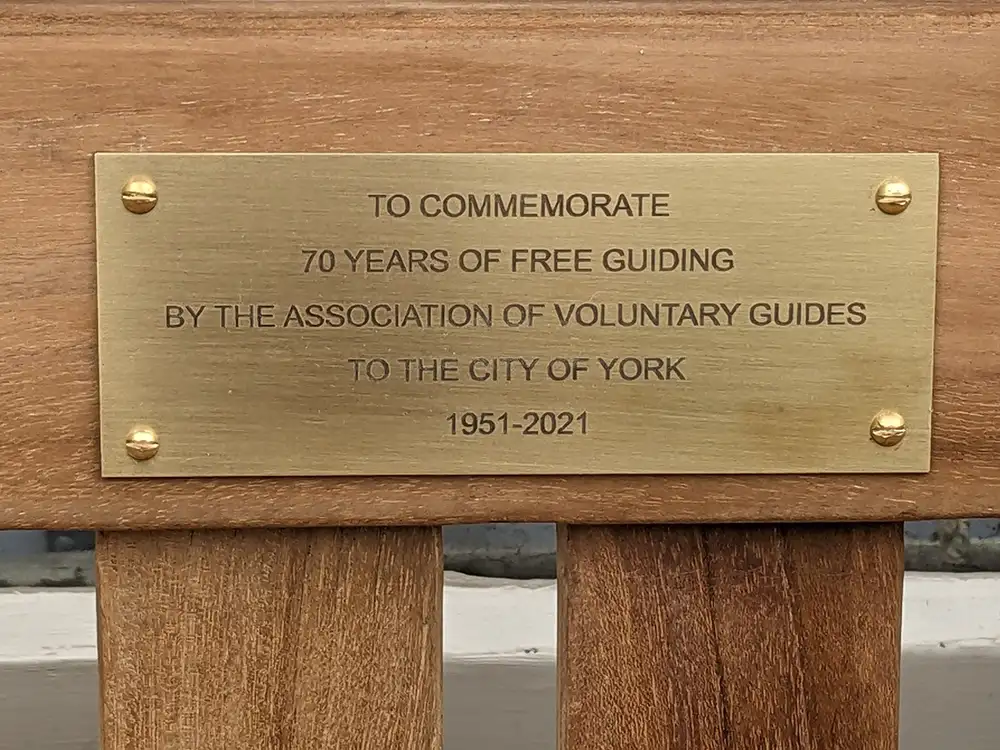 TO COMMEMORATE
70 YEARS OF FREE GUIDING
BY THE ASSOCIATION OF VOLUNTARY GUIDES
TO THE CITY OF YORK
1951-2021